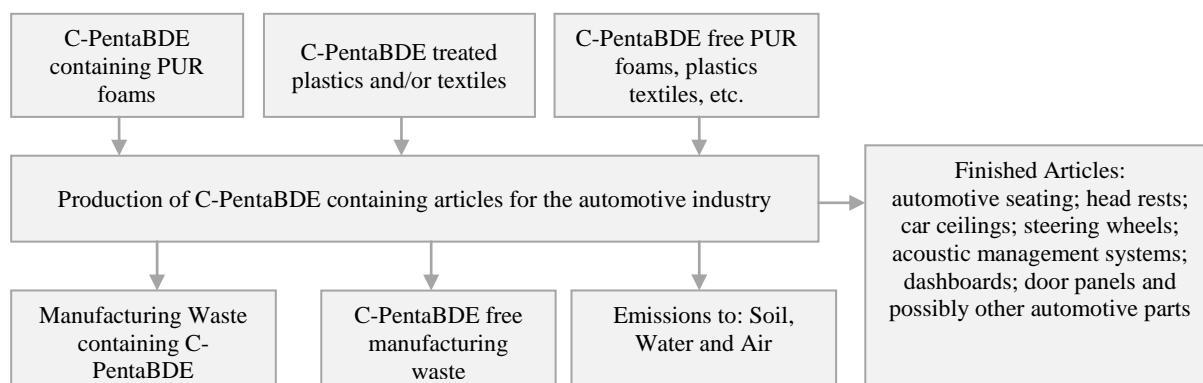 C-PentaBDE
containing PUR
foams
C-PentaBDE treated
plastics and/or textiles
C-PentaBDE free PUR
foams, plastics
textiles, etc.
Production of C-PentaBDE containing articles for the automotive industry
Finished Articles:
automotive seating; head rests;
car ceilings; steering wheels;
acoustic management systems;
dashboards; door panels and
possibly other automotive parts
Manufacturing Waste
containing C-
PentaBDE
C-PentaBDE free
manufacturing
waste
Emissions to: Soil,
Water and Air